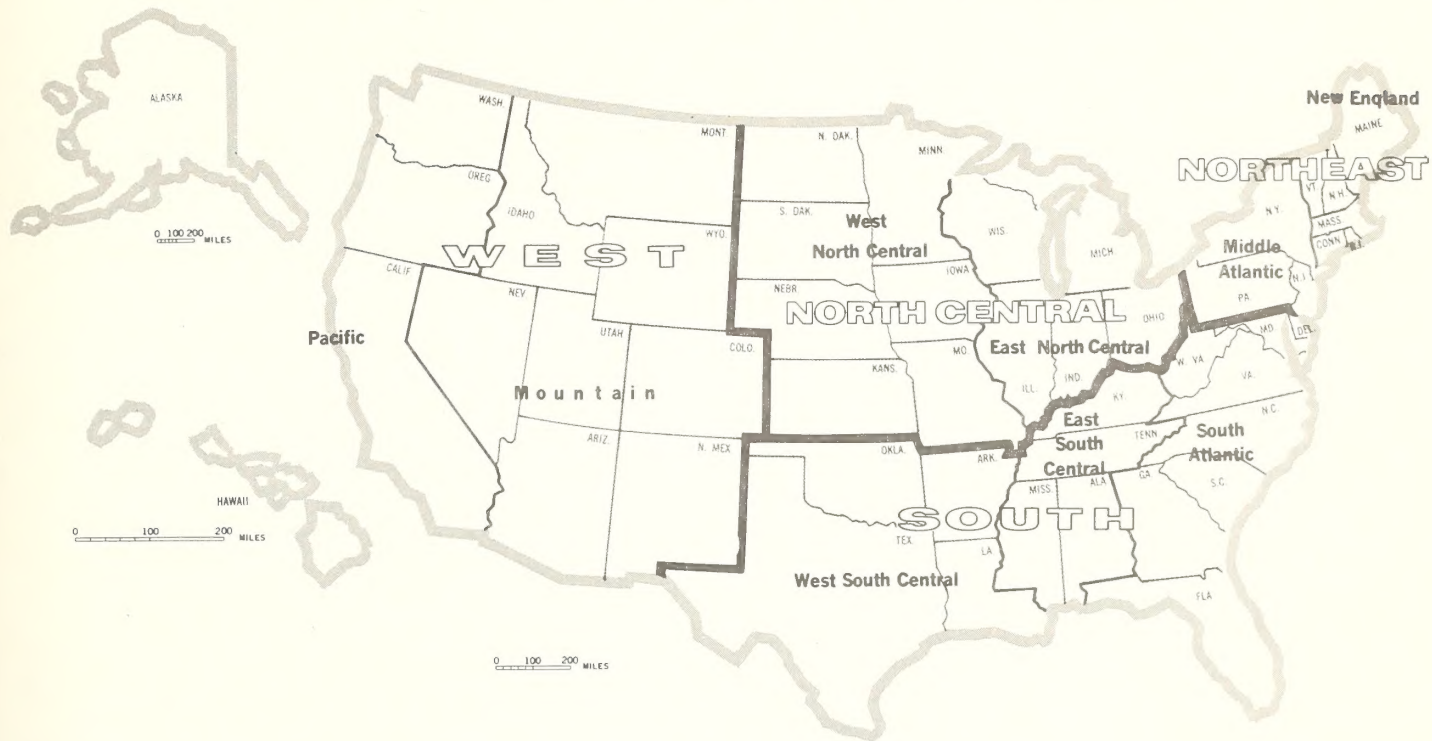 ALASKA
0 100 200 MILES
WASH.
MONT.
OREG.
IDAHO
WYO.
WEST
CALIF.
NEV.
UTAH
COLO.
Pacific
Mountain
ARIZ.
N. MEX.
HAWAII
0 100 200 MILES
N. DAK.
MINN.
S. DAK.
West
North Central
WIS.
MICH.
IOWA
NEBR.
NORTH CENTRAL
OHIO
East North Central
MO.
KANS.
ILL.
IND.
New England
MAINE
NORTHEAST
VT.
N.H.
N.Y.
MASS.
CONN.
R.I.
Middle
Atlantic
N.J.
PA.
MD.
DEL.
W. VA.
VA.
KY.
East
South
Central
TENN.
N.C.
South
Atlantic
OKLA.
ARK.
GA.
S.C.
MISS.
ALA.
SOUTH
TEX.
LA.
West South Central
FLA.
0 100 200 MILES